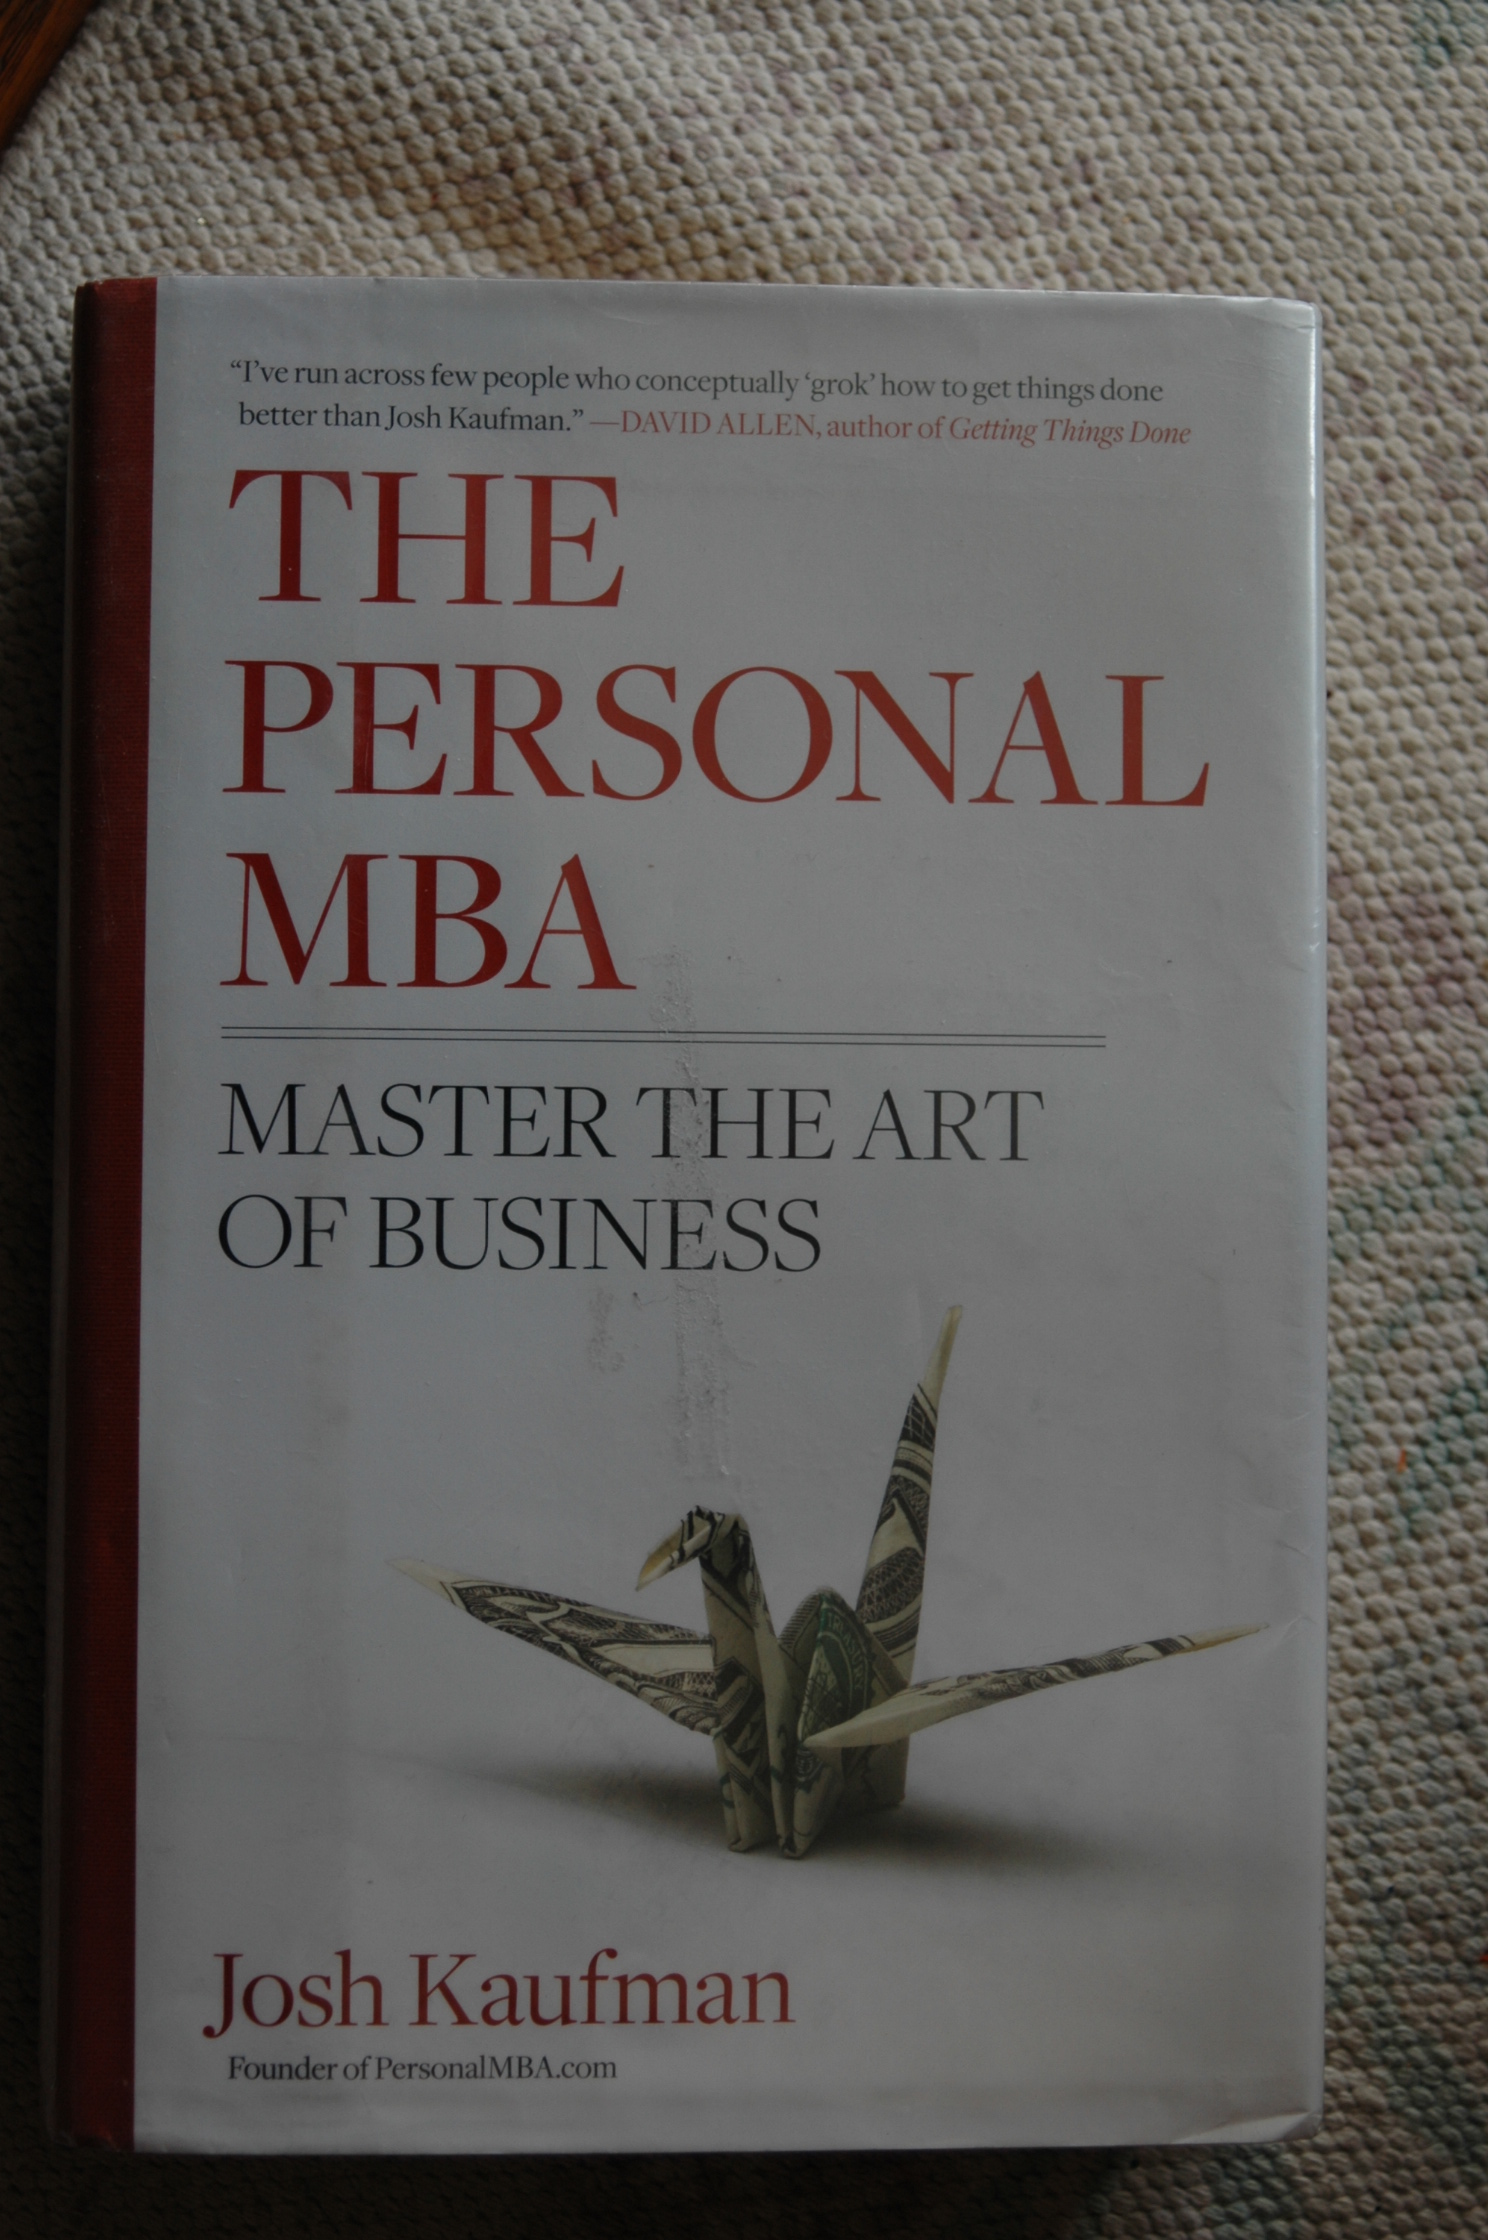 “I’ve run across few people who conceptually ‘grok’ how to get things done
better than Josh Kaufman.” —DAVID ALLEN, author of Getting Things Done
THE
PERSONAL
MBA
MASTER THE ART
OF BUSINESS
Josh Kaufman
Founder of PersonalMBA.com